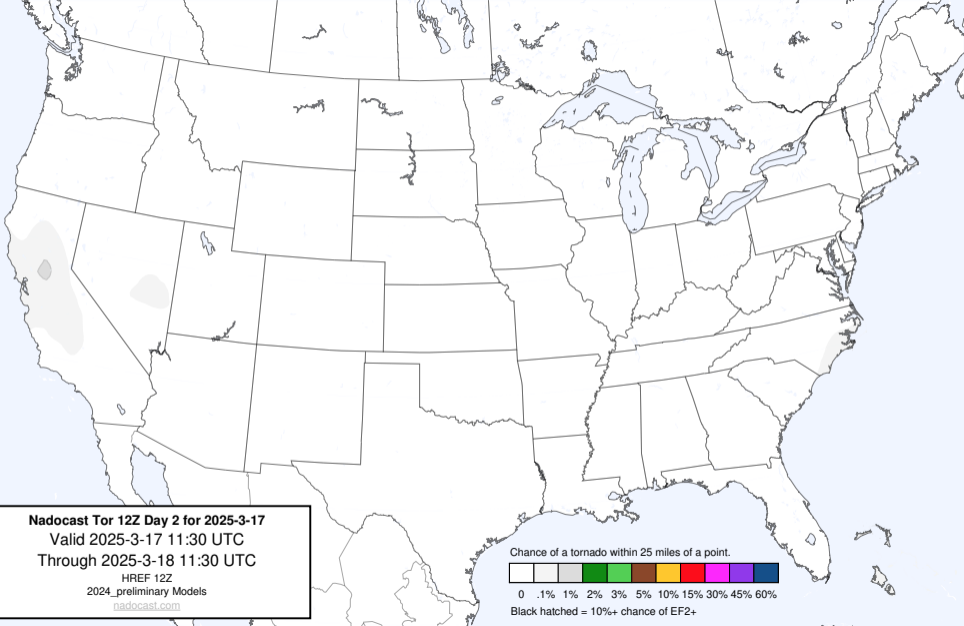 Nadocast Tor 12Z Day 2 for 2025-3-17
Valid 2025-3-17 11:30 UTC
Through 2025-3-18 11:30 UTC
HREF 12Z
2024_preliminary Models
nadocast.com
Chance of a tornado within 25 miles of a point.
0 .1% 1% 2% 3% 5% 10% 15% 30% 45% 60%
Black hatched = 10%+ chance of EF2+